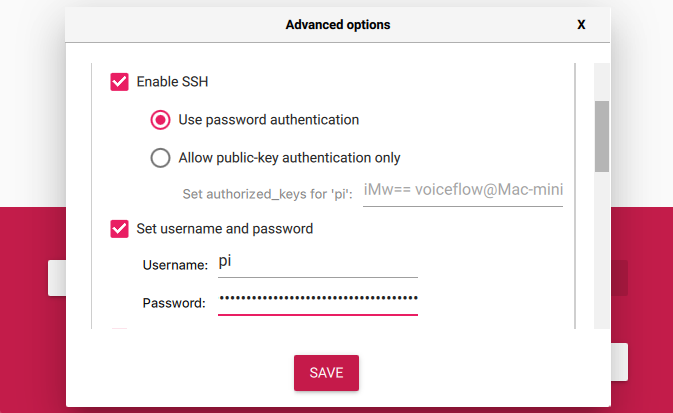 Advanced options X
Enable SSH
Use password authentication
Allow public-key authentication only
Set authorized_keys for 'pi': iMw== voiceflow@Mac-mini
Set username and password
Username: pi
Password: •••••••••••••••••••••••••••••••••••••
SAVE